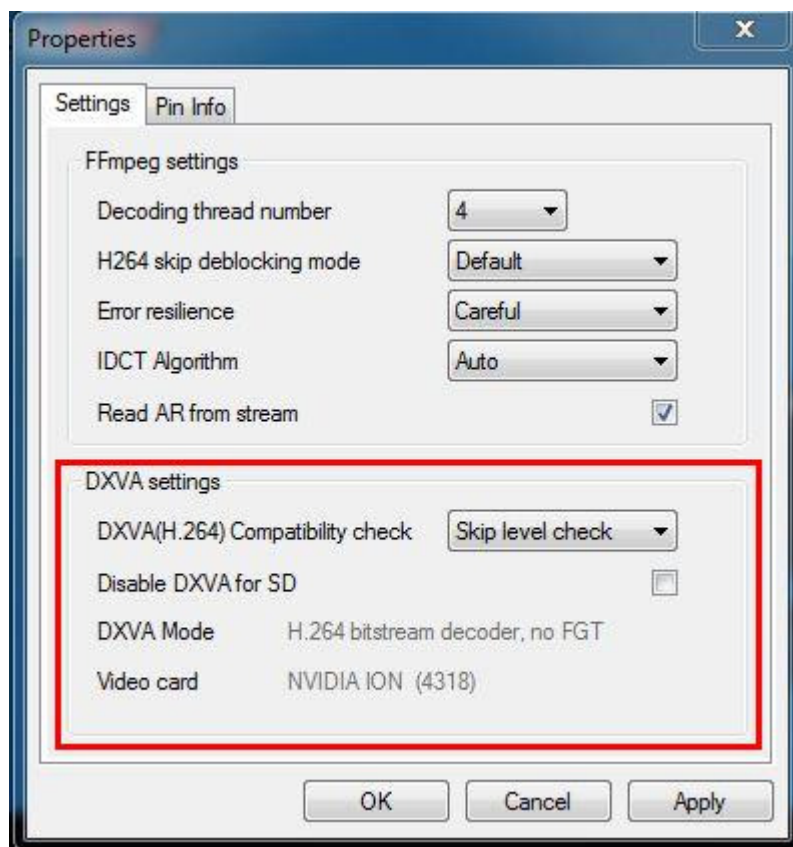 Properties
x
Settings Pin Info
FFmpeg settings
Decoding thread number 4
H264 skip deblocking mode Default
Error resilience Careful
IDCT Algorithm Auto
Read AR from stream
DXVA settings
DXVA(H.264) Compatibility check Skip level check
Disable DXVA for SD
DXVA Mode H.264 bitstream decoder, no FGT
Video card NVIDIA ION (4318)
OK Cancel Apply